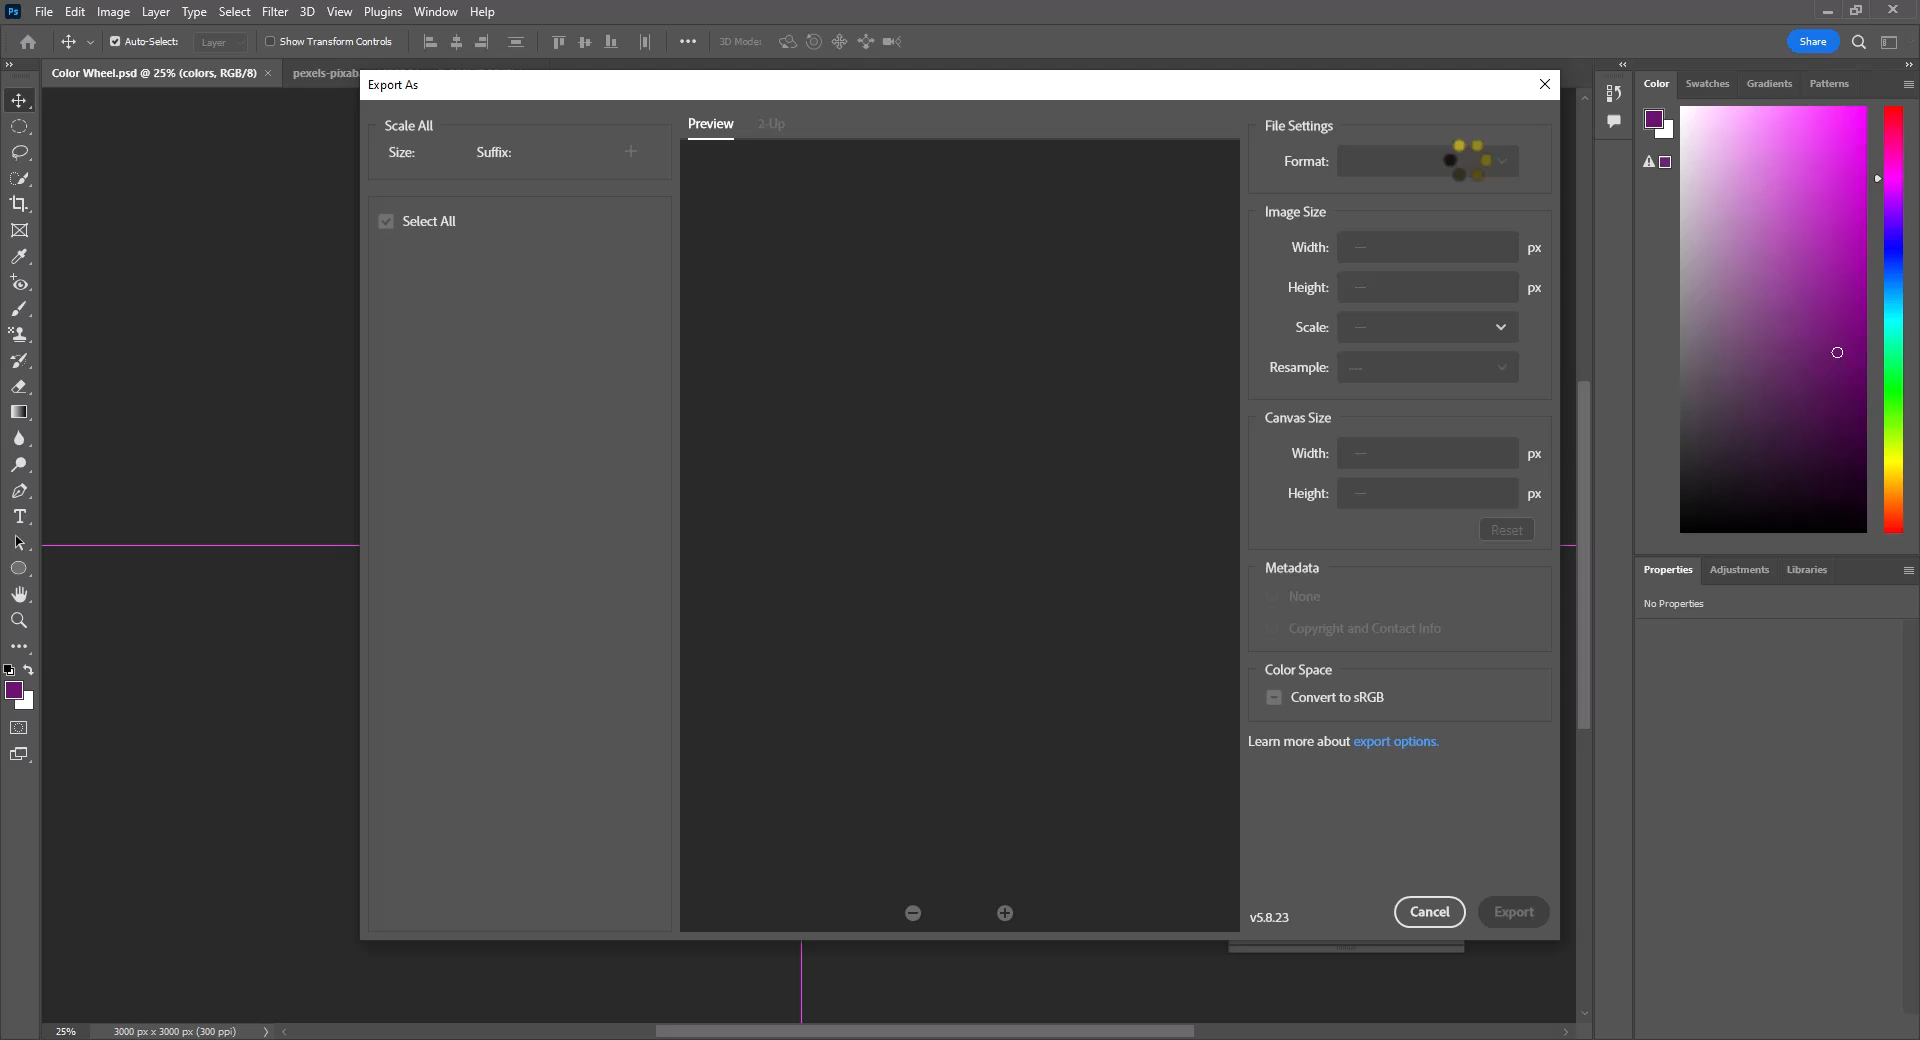 Ps File Edit Image Layer Type Select Filter 3D View Plugins Window Help
Auto-Select: Layer Show Transform Controls 3D Mode: Share
Color Wheel.psd @ 25% (colors, RGB/8) × pexels-pixab
Export As
Scale All
Size: Suffix:
Select All
Preview 2-Up
File Settings
Format:
Image Size
Width: px
Height: px
Scale:
Resample:
Canvas Size
Width: px
Height: px
Reset
Metadata
None
Copyright and Contact Info
Color Space
Convert to sRGB
Learn more about export options.
v5.8.23 Cancel Export
Color Swatches Gradients Patterns
Properties Adjustments Libraries
No Properties
25% 3000 px x 3000 px (300 ppi)